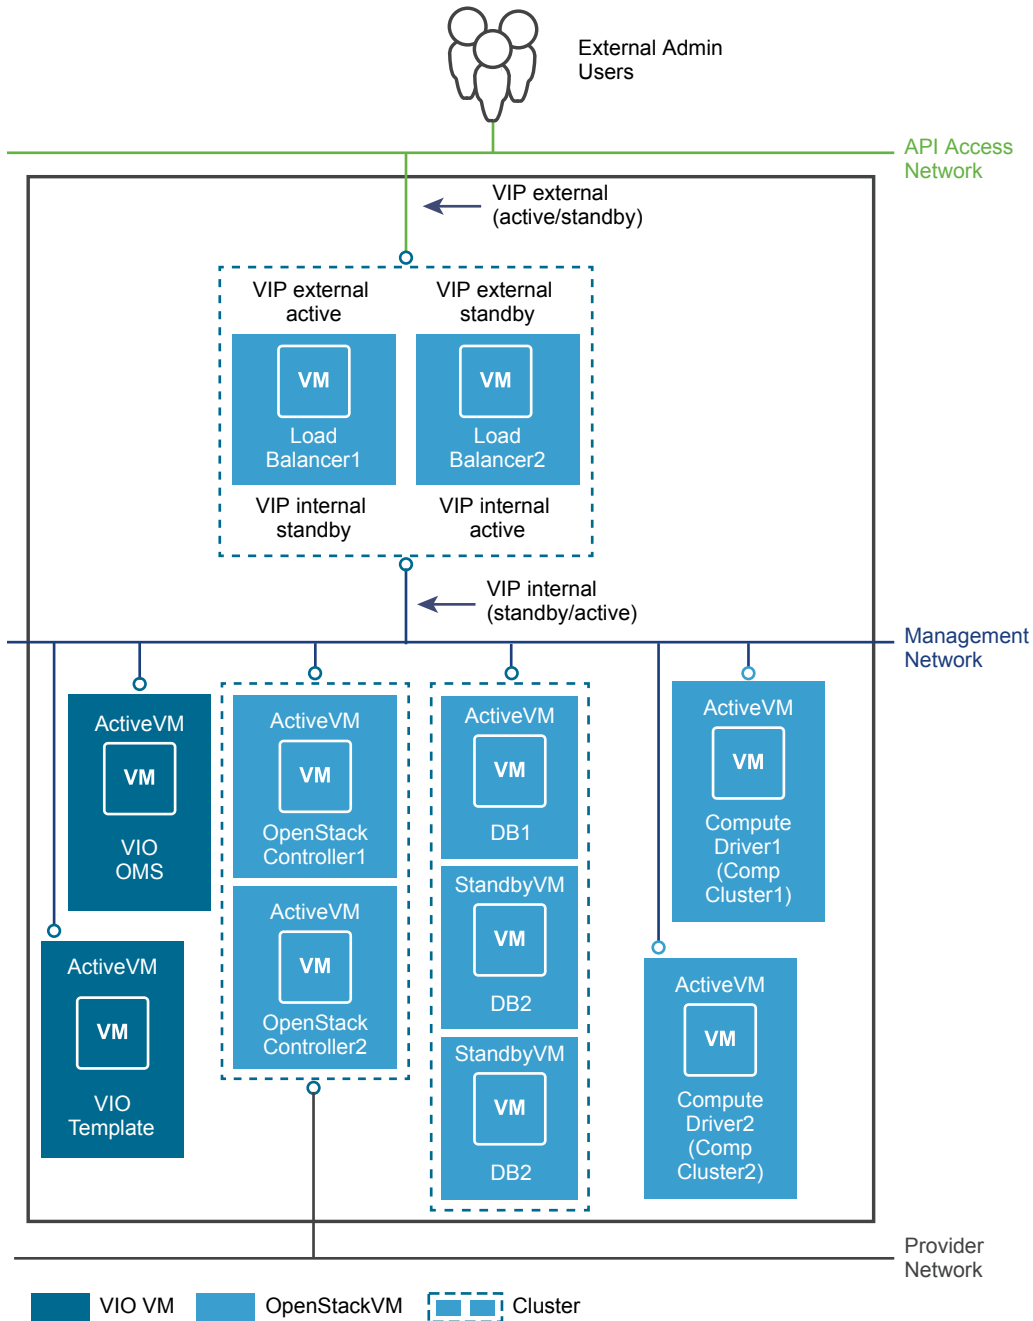 External Admin
Users
API Access
Network
VIP external
(active/standby)
VIP external
active
VIP external
standby
VM
Load
Balancer1
VM
Load
Balancer2
VIP internal
standby
VIP internal
active
VIP internal
(standby/active)
Management
Network
ActiveVM
VM
VIO
OMS
ActiveVM
VM
VIO
Template
ActiveVM
VM
OpenStack
Controller1
ActiveVM
VM
OpenStack
Controller2
ActiveVM
VM
DB1
StandbyVM
VM
DB2
StandbyVM
VM
DB2
ActiveVM
VM
Compute
Driver1
(Comp
Cluster1)
ActiveVM
VM
Compute
Driver2
(Comp
Cluster2)
Provider
Network
VIO VM
OpenStackVM
Cluster